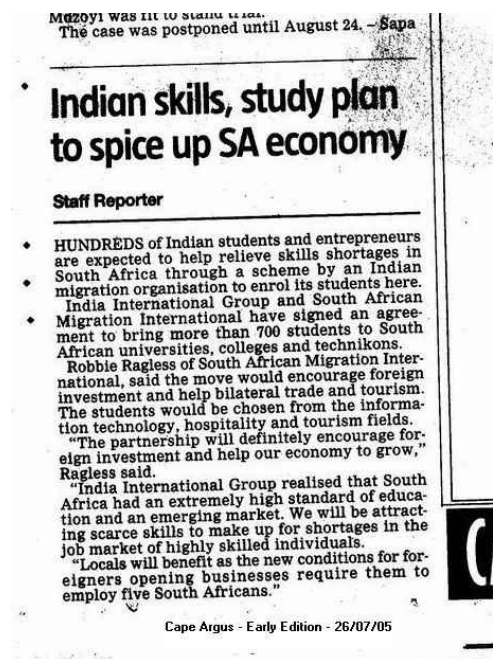 Mdzoyi was fit to stand trial.
The case was postponed until August 24. – Sapa
Indian skills, study plan
to spice up SA economy
Staff Reporter
HUNDREDS of Indian students and entrepreneurs
are expected to help relieve skills shortages in
South Africa through a scheme by an Indian
migration organisation to enrol its students here.
India International Group and South African
Migration International have signed an agree-
ment to bring more than 700 students to South
African universities, colleges and technikons.
Robbie Ragless of South African Migration Inter-
national, said the move would encourage foreign
investment and help bilateral trade and tourism.
The students would be chosen from the informa-
tion technology, hospitality and tourism fields.
"The partnership will definitely encourage for-
eign investment and help our economy to grow,"
Ragless said.
"India International Group realised that South
Africa had an extremely high standard of educa-
tion and an emerging market. We will be attract-
ing scarce skills to make up for shortages in the
job market of highly skilled individuals.
"Locals will benefit as the new conditions for for-
eigners opening businesses require them to
employ five South Africans."
Cape Argus - Early Edition - 26/07/05